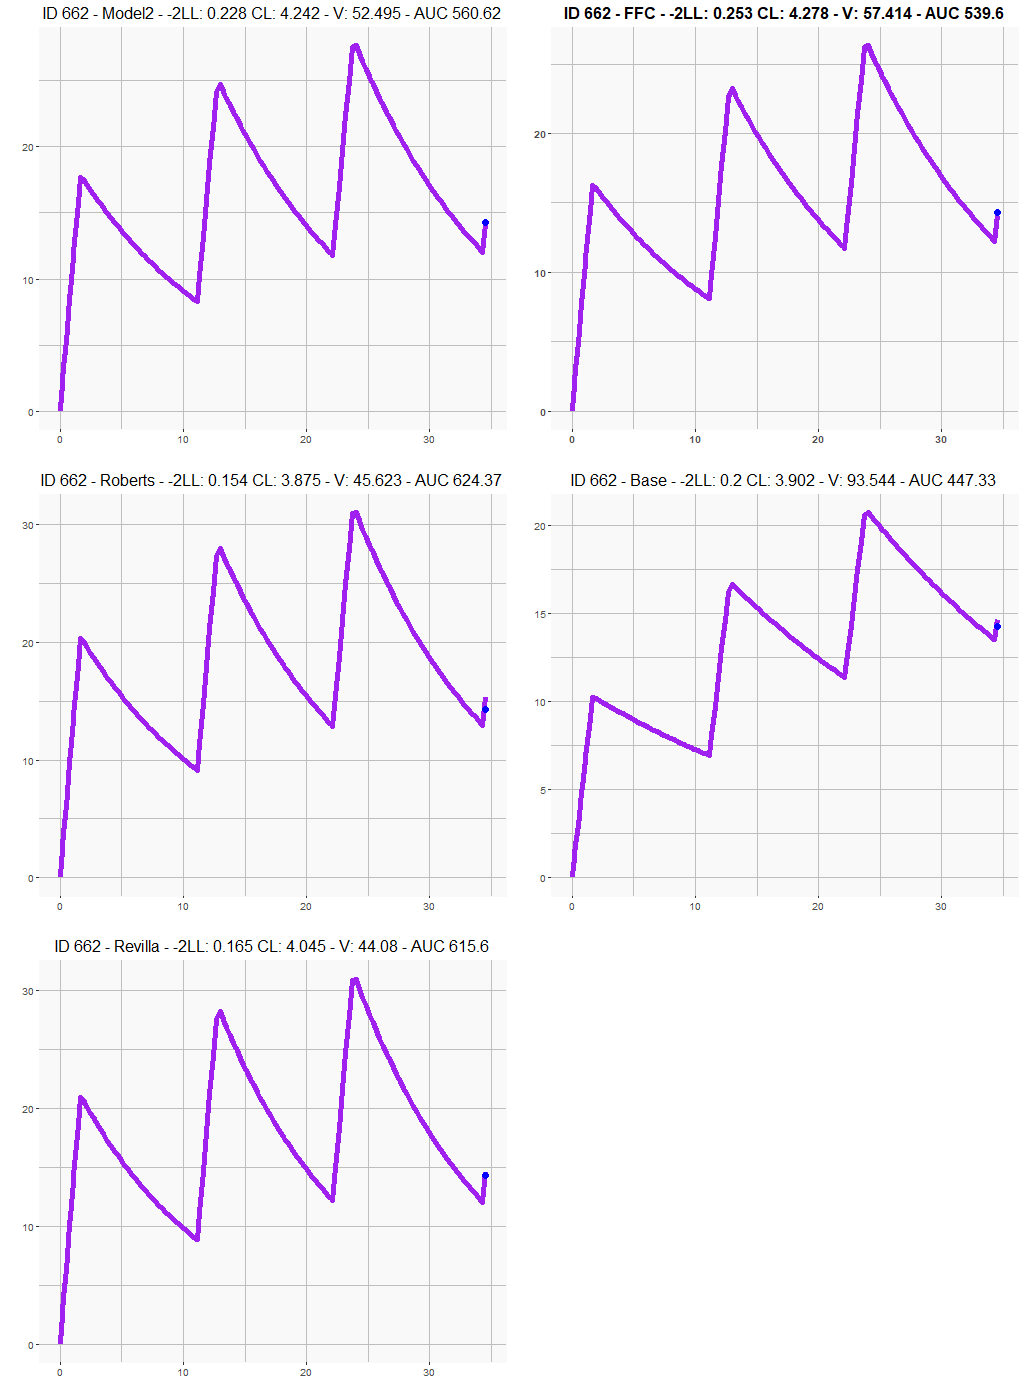 ID 662 - Model2 - -2LL: 0.228 CL: 4.242 - V: 52.495 - AUC 560.62
20
10
0
0 10 20 30
ID 662 - FFC - -2LL: 0.253 CL: 4.278 - V: 57.414 - AUC 539.6
20
10
0
0 10 20 30
ID 662 - Roberts - -2LL: 0.154 CL: 3.875 - V: 45.623 - AUC 624.37
30
20
10
0
0 10 20 30
ID 662 - Base - -2LL: 0.2 CL: 3.902 - V: 93.544 - AUC 447.33
20
15
10
5
0
0 10 20 30
ID 662 - Revilla - -2LL: 0.165 CL: 4.045 - V: 44.08 - AUC 615.6
30
20
10
0
0 10 20 30